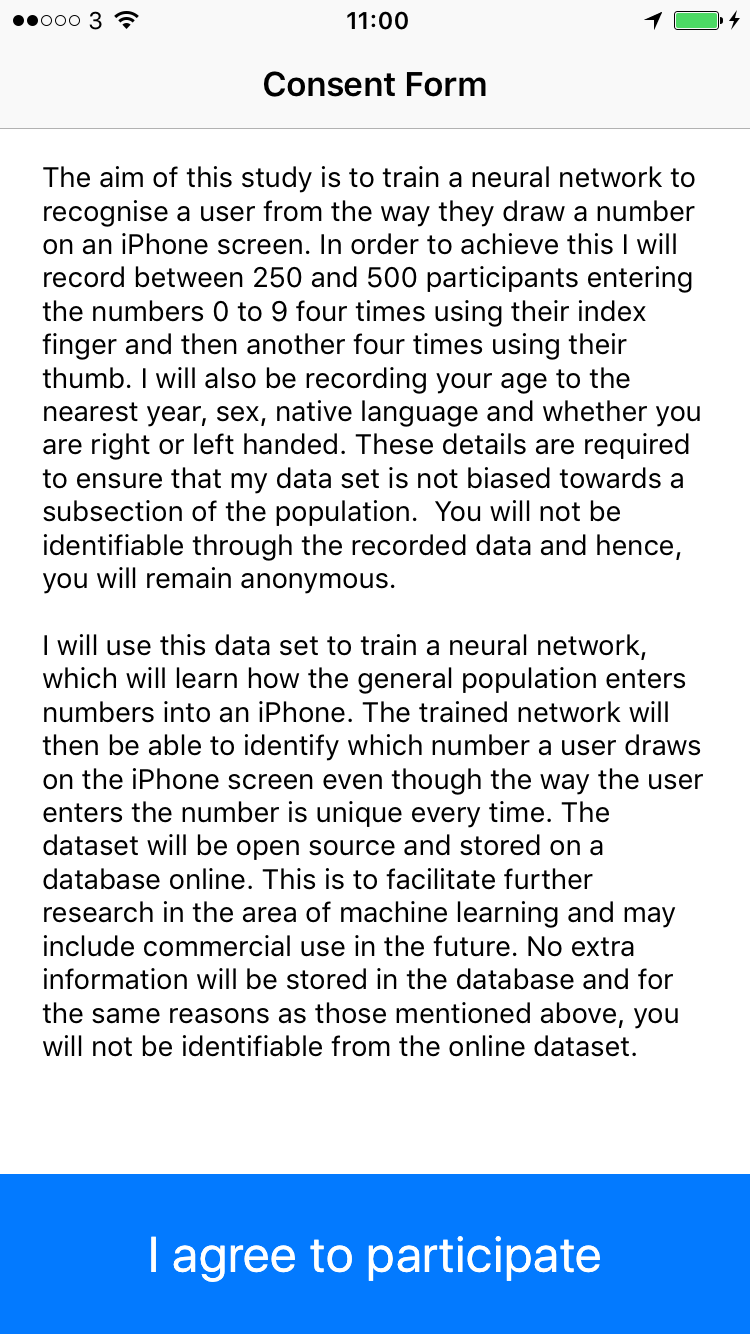 3
11:00
Consent Form
The aim of this study is to train a neural network to
recognise a user from the way they draw a number
on an iPhone screen. In order to achieve this I will
record between 250 and 500 participants entering
the numbers 0 to 9 four times using their index
finger and then another four times using their
thumb. I will also be recording your age to the
nearest year, sex, native language and whether you
are right or left handed. These details are required
to ensure that my data set is not biased towards a
subsection of the population.  You will not be
identifiable through the recorded data and hence,
you will remain anonymous.
I will use this data set to train a neural network,
which will learn how the general population enters
numbers into an iPhone. The trained network will
then be able to identify which number a user draws
on the iPhone screen even though the way the user
enters the number is unique every time. The
dataset will be open source and stored on a
database online. This is to facilitate further
research in the area of machine learning and may
include commercial use in the future. No extra
information will be stored in the database and for
the same reasons as those mentioned above, you
will not be identifiable from the online dataset.
I agree to participate